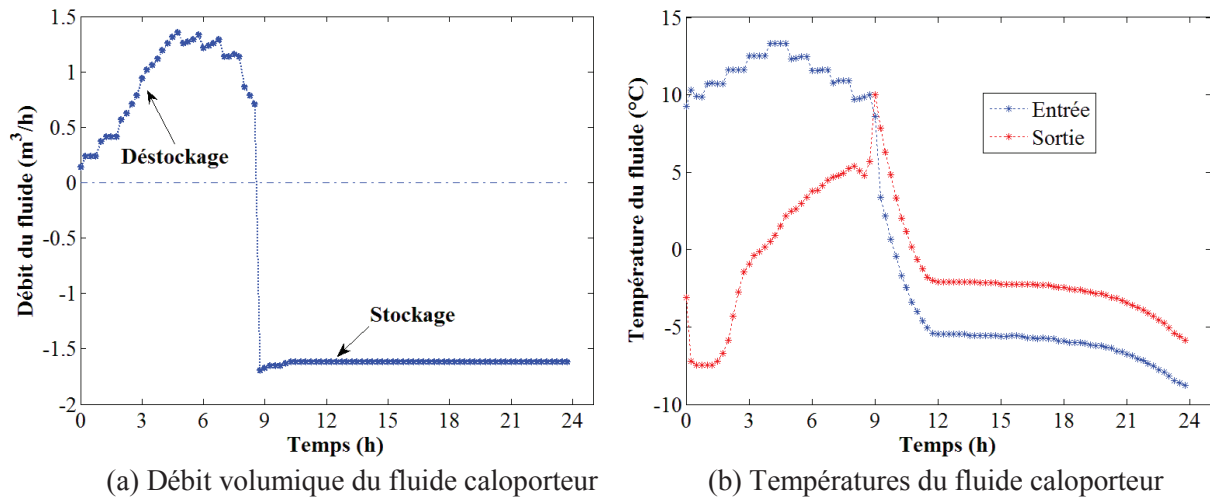 1.5
1
0.5
0
-0.5
-1
-1.5
-2
0 3 6 9 12 15 18 21 24
Débit du fluide (m³/h)
Temps (h)
Déstockage
Stockage
(a) Débit volumique du fluide caloporteur
15
10
5
0
-5
-10
0 3 6 9 12 15 18 21 24
Température du fluide (°C)
Temps (h)
Entrée
Sortie
(b) Températures du fluide caloporteur